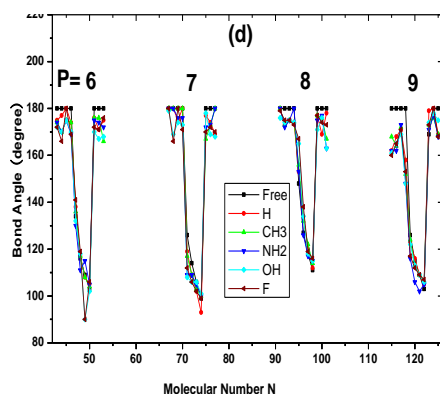 220
(d)
P= 6 7 8 9
200
180
160
140
120
100
80
Bond Angle (degree)
Free
H
CH3
NH2
OH
F
50 60 70 80 90 100 110 120
Molecular Number N